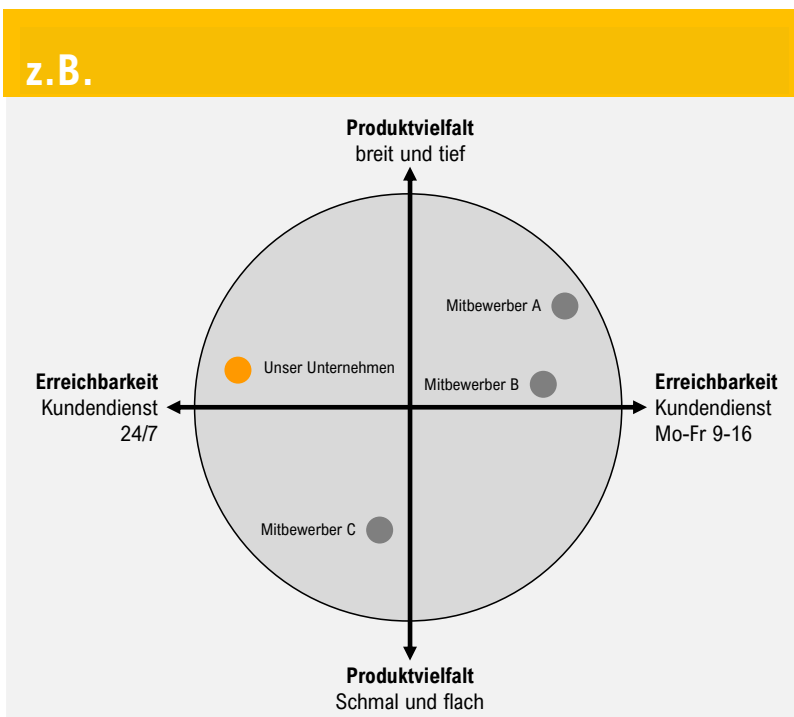 z.B.
Produktvielfalt
breit und tief
Mitbewerber A
Unser Unternehmen
Mitbewerber B
Erreichbarkeit
Kundendienst
24/7
Erreichbarkeit
Kundendienst
Mo-Fr 9-16
Mitbewerber C
Produktvielfalt
Schmal und flach